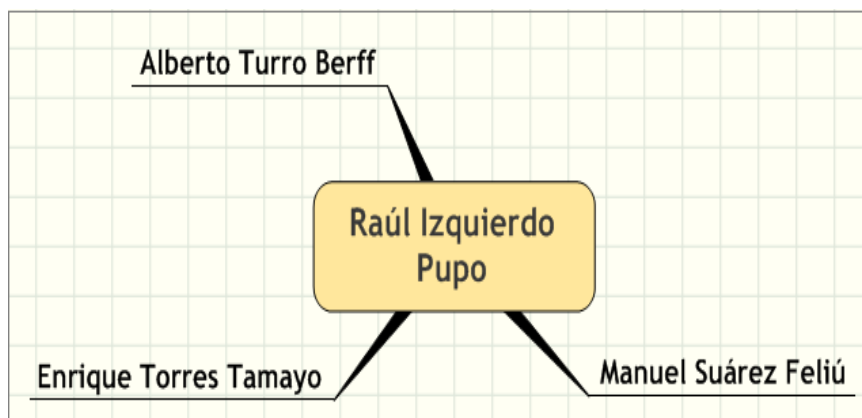 Alberto Turro Berff
Raúl Izquierdo
Pupo
Enrique Torres Tamayo
Manuel Suárez Feliú